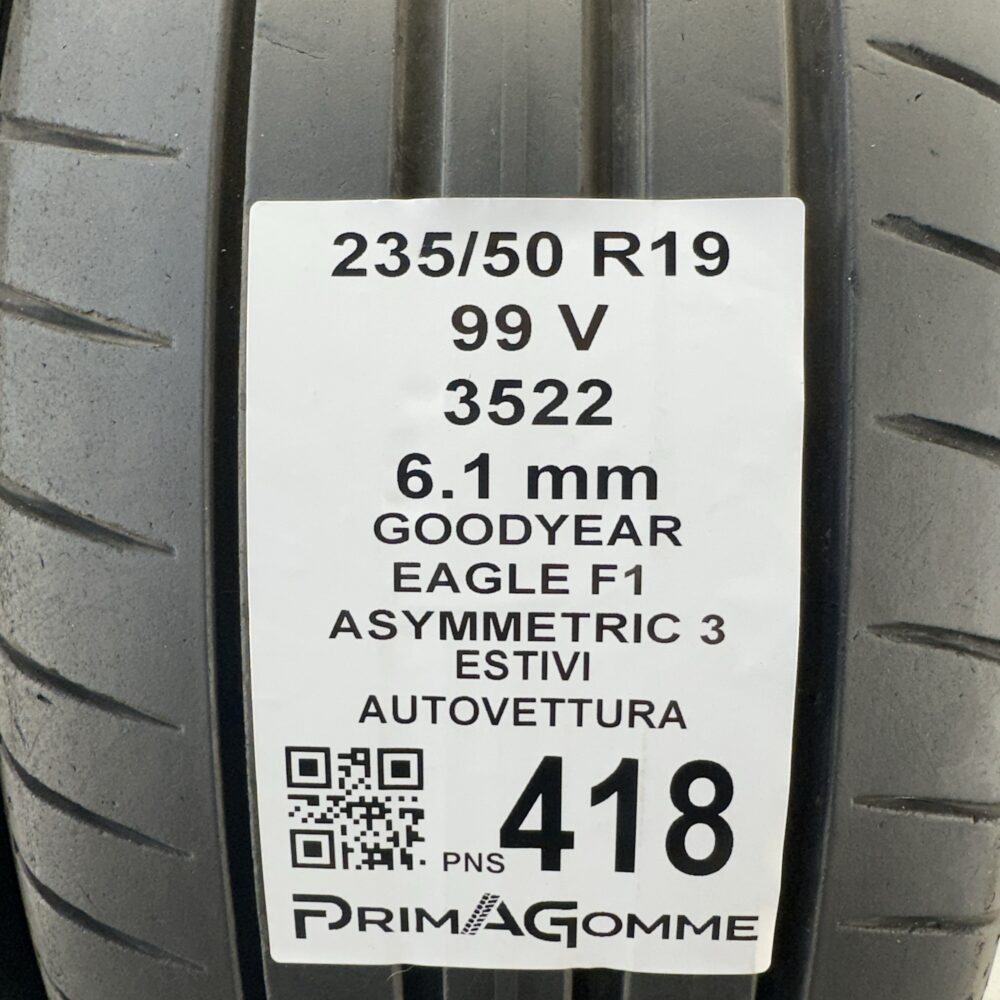 235/50 R19
99 V
3522
6.1 mm
GOODYEAR
EAGLE F1
ASYMMETRIC 3
ESTIVI
AUTOVETTURA
PNS 418
PRIMAGOMME